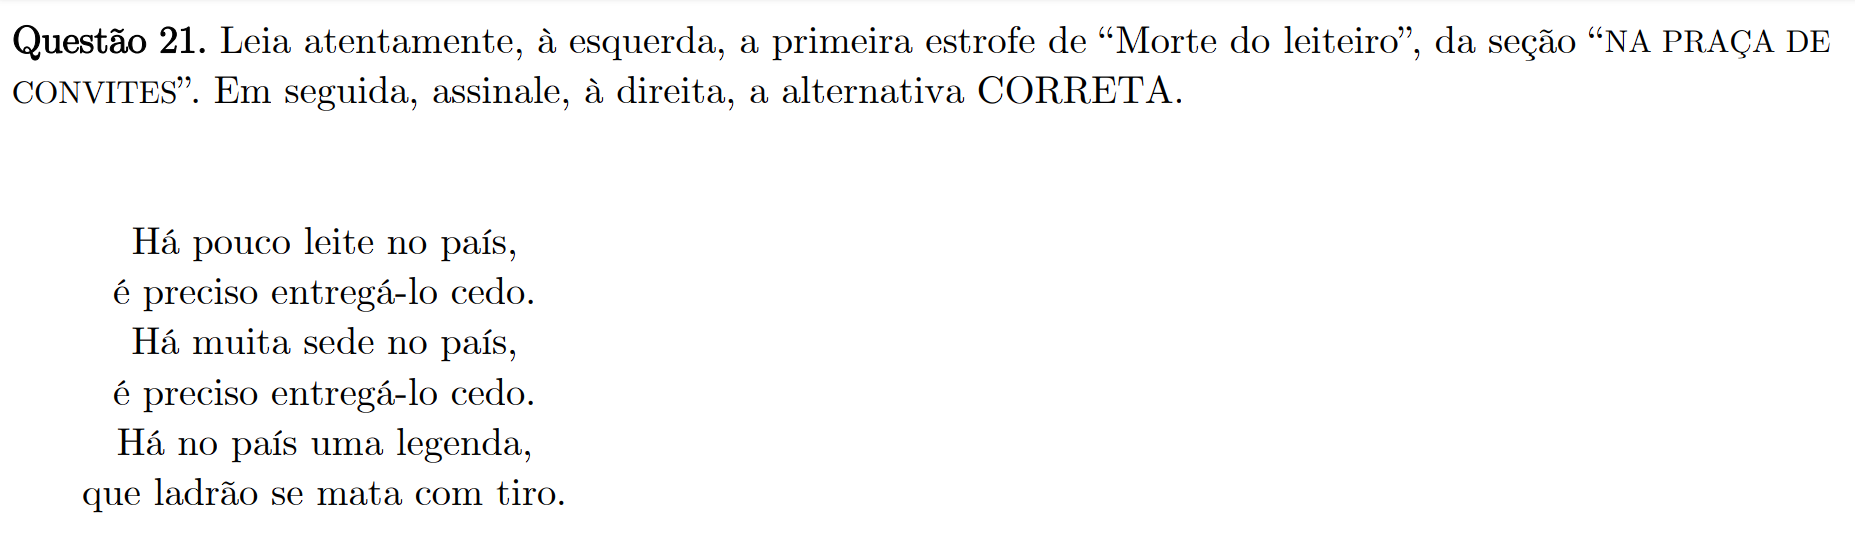 Questão 21. Leia atentamente, à esquerda, a primeira estrofe de “Morte do leiteiro”, da seção “NA PRAÇA DE
CONVITES”. Em seguida, assinale, à direita, a alternativa CORRETA.
Há pouco leite no país,
é preciso entregá-lo cedo.
Há muita sede no país,
é preciso entregá-lo cedo.
Há no país uma legenda,
que ladrão se mata com tiro.